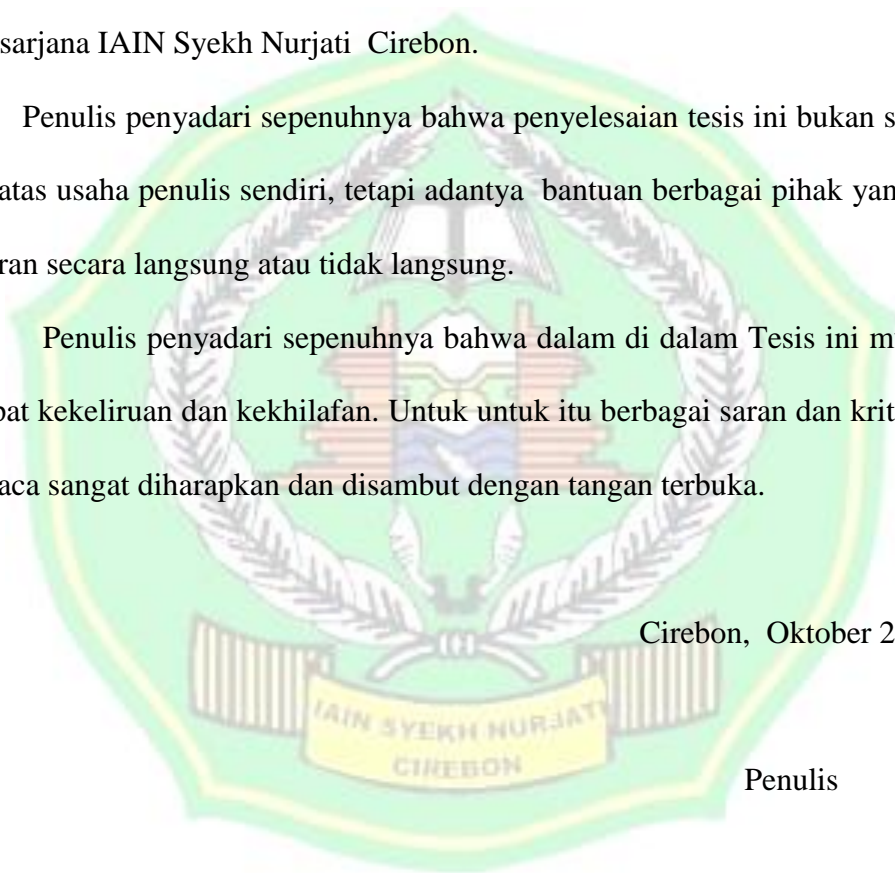 sarjana IAIN Syekh Nurjati Cirebon.
Penulis penyadari sepenuhnya bahwa penyelesaian tesis ini bukan s
atas usaha penulis sendiri, tetapi adantya bantuan berbagai pihak yan
ran secara langsung atau tidak langsung.
Penulis penyadari sepenuhnya bahwa dalam di dalam Tesis ini m
pat kekeliruan dan kekhilafan. Untuk untuk itu berbagai saran dan krit
aca sangat diharapkan dan disambut dengan tangan terbuka.
Cirebon, Oktober 2
IAIN SYEKH NURJATI
CIREBON
Penulis